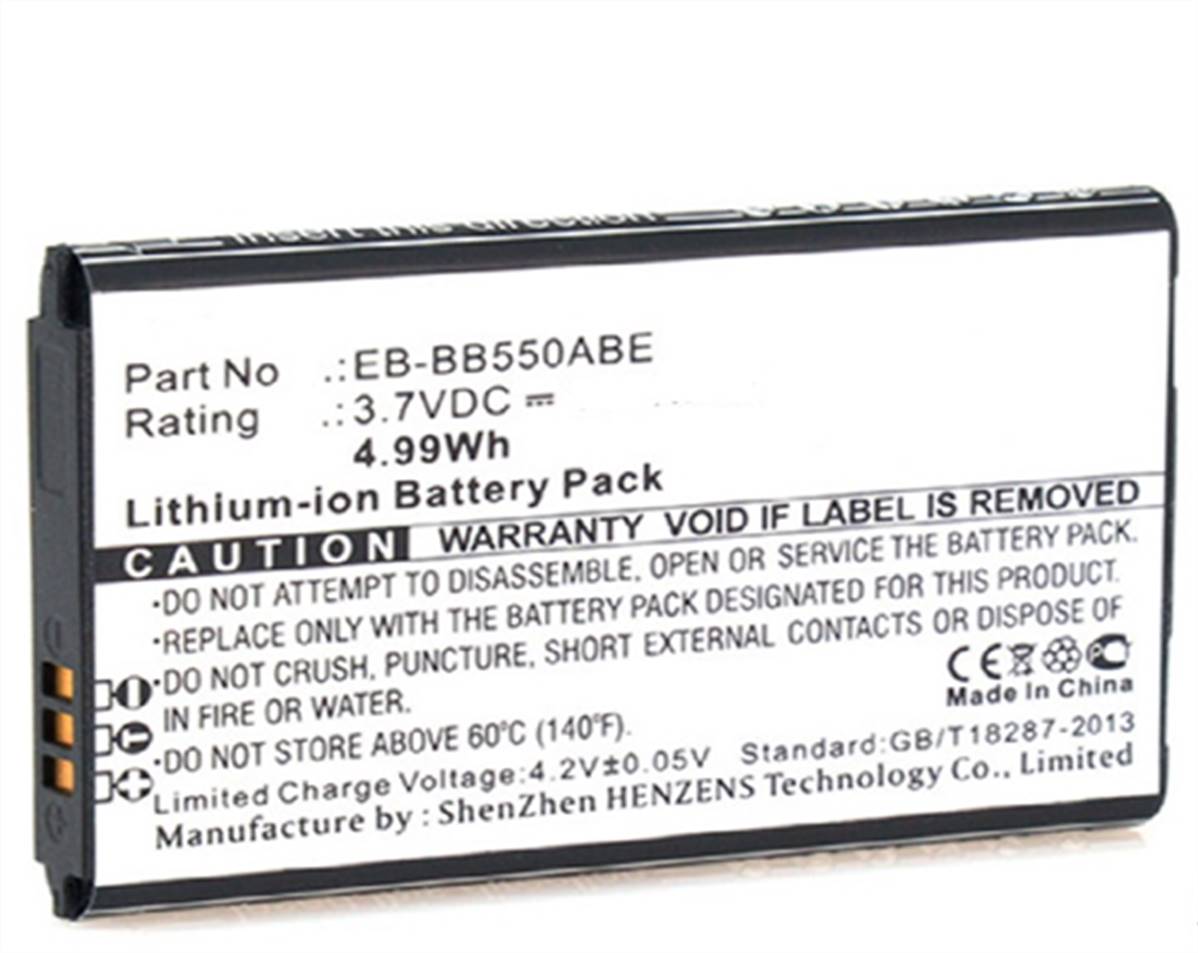 Insert this direction
Part No .:EB-BB550ABE
Rating .:3.7VDC
4.99Wh
Lithium-ion Battery Pack
CAUTION WARRANTY VOID IF LABEL IS REMOVED
·DO NOT ATTEMPT TO DISASSEMBLE, OPEN OR SERVICE THE BATTERY PACK.
·REPLACE ONLY WITH THE BATTERY PACK DESIGNATED FOR THIS PRODUCT.
·DO NOT CRUSH, PUNCTURE, SHORT EXTERNAL CONTACTS OR DISPOSE OF
IN FIRE OR WATER.
CE
Made In China
·DO NOT STORE ABOVE 60°C (140°F).
Limited Charge Voltage:4.2V±0.05V Standard:GB/T18287-2013
Manufacture by : ShenZhen HENZENS Technology Co., Limited